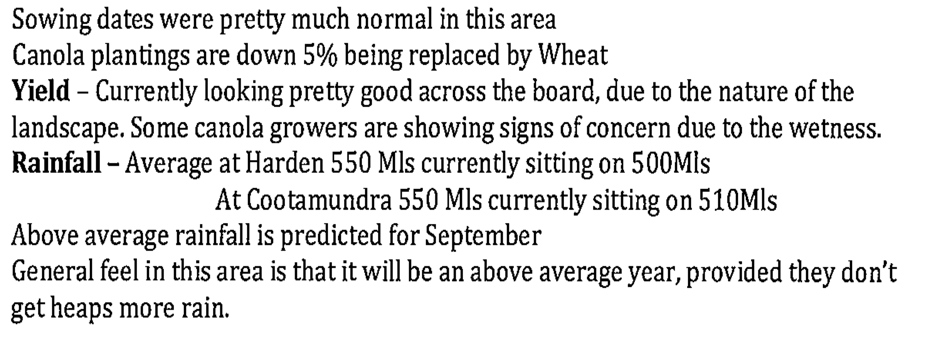 Sowing dates were pretty much normal in this area
Canola plantings are down 5% being replaced by Wheat
Yield – Currently looking pretty good across the board, due to the nature of the
landscape. Some canola growers are showing signs of concern due to the wetness.
Rainfall – Average at Harden 550 Mls currently sitting on 500Mls
At Cootamundra 550 Mls currently sitting on 510Mls
Above average rainfall is predicted for September
General feel in this area is that it will be an above average year, provided they don't
get heaps more rain.